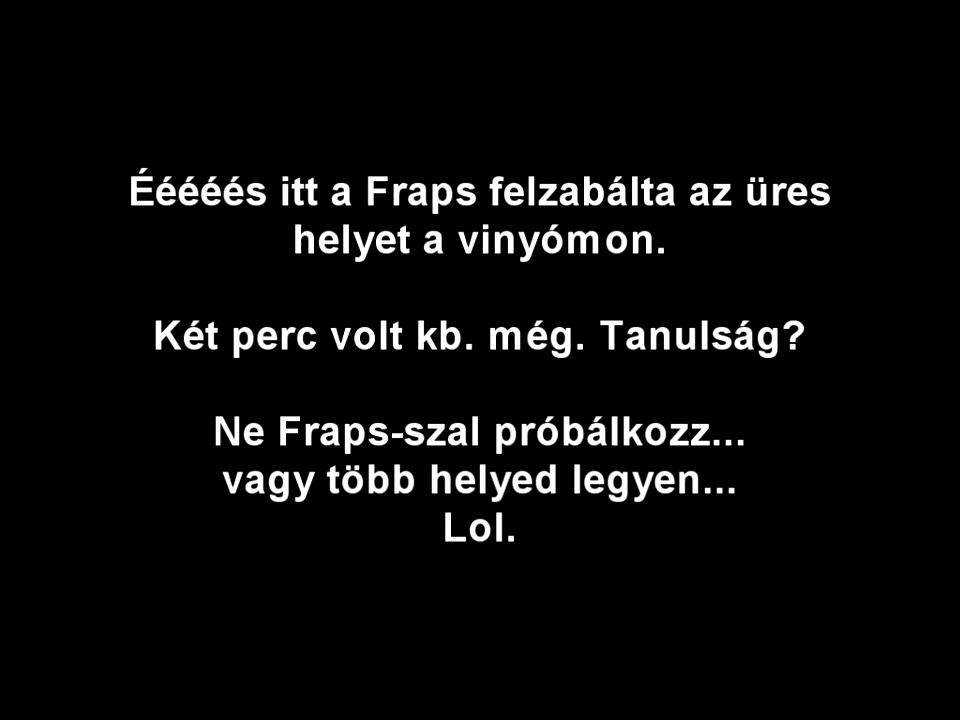 Ééééés itt a Fraps felzabálta az üres
helyet a vinyómon.
Két perc volt kb. még. Tanulság?
Ne Fraps-szal próbálkozz...
vagy több helyed legyen...
Lol.